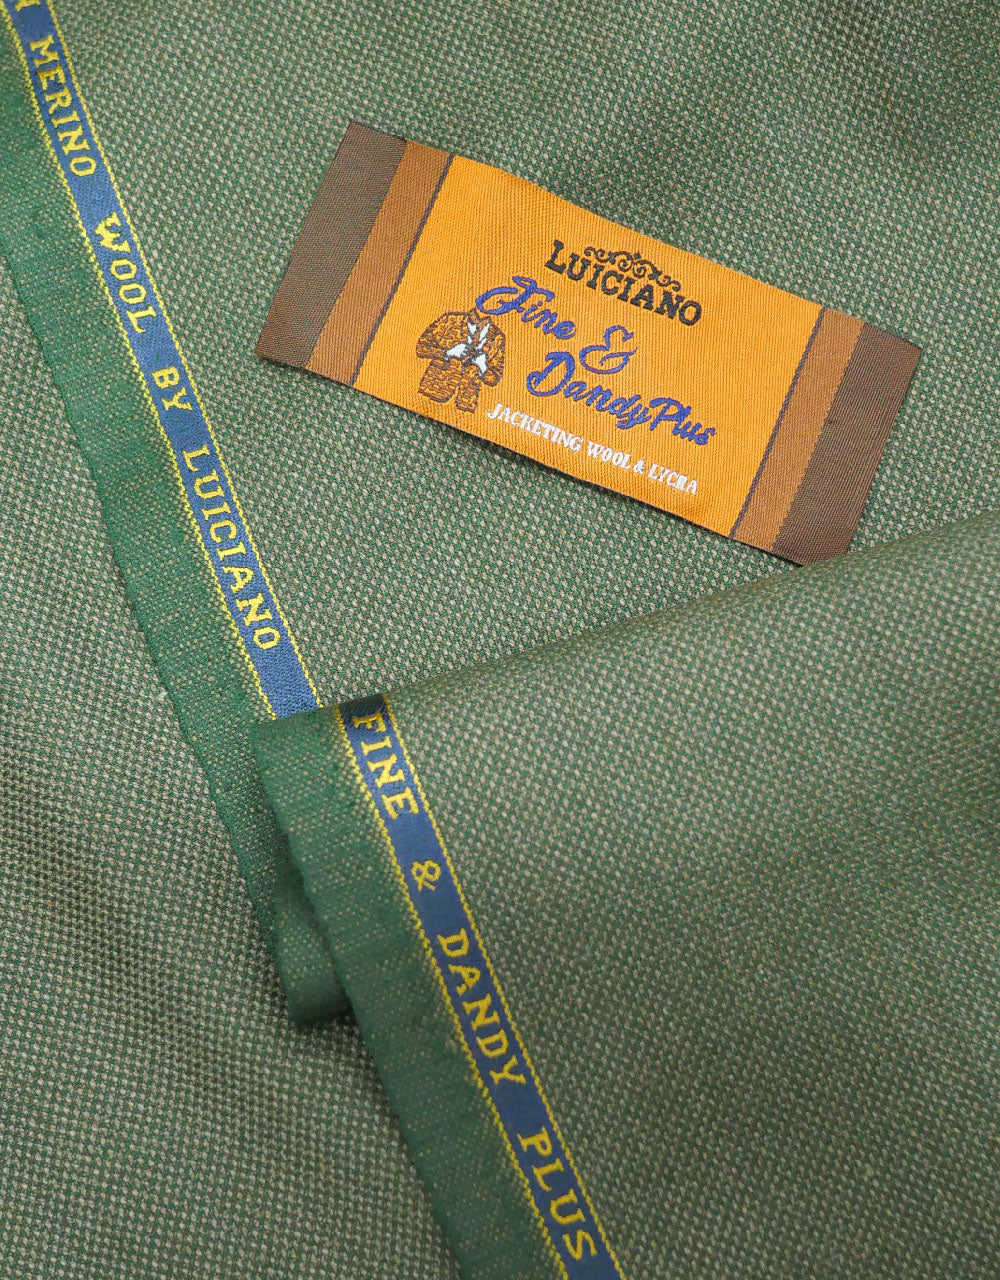 MERINO WOOL BY LUICIANO
LUICIANO
Fine &
Dandy Plus
JACKETING WOOL & LYCRA
FINE & DANDY PLUS